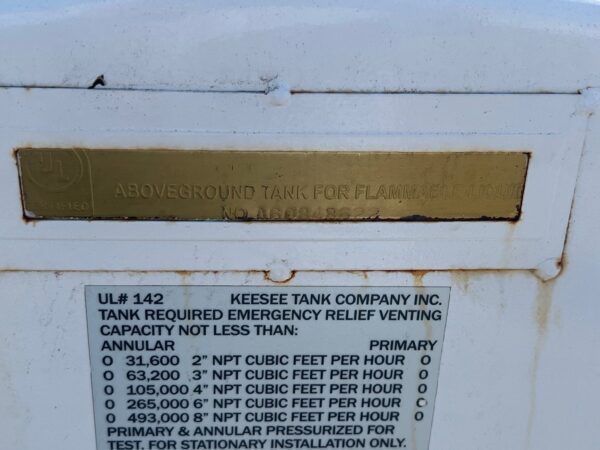 UL
ABOVEGROUND TANK FOR FLAMMABLE LIQUI
NO.
UL# 142 KEESEE TANK COMPANY INC.
TANK REQUIRED EMERGENCY RELIEF VENTING
CAPACITY NOT LESS THAN:
ANNULAR PRIMARY
O 31,600 2" NPT CUBIC FEET PER HOUR O
O 63,200 3" NPT CUBIC FEET PER HOUR O
O 105,000 4" NPT CUBIC FEET PER HOUR O
O 265,000 6" NPT CUBIC FEET PER HOUR O
O 493,000 8" NPT CUBIC FEET PER HOUR O
PRIMARY & ANNULAR PRESSURIZED FOR
TEST. FOR STATIONARY INSTALLATION ONLY.